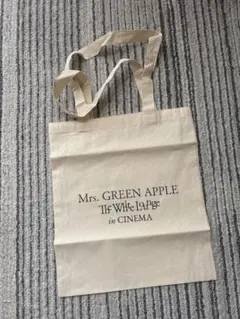 Mrs. GREEN APPLE
The White Lounge
in CINEMA